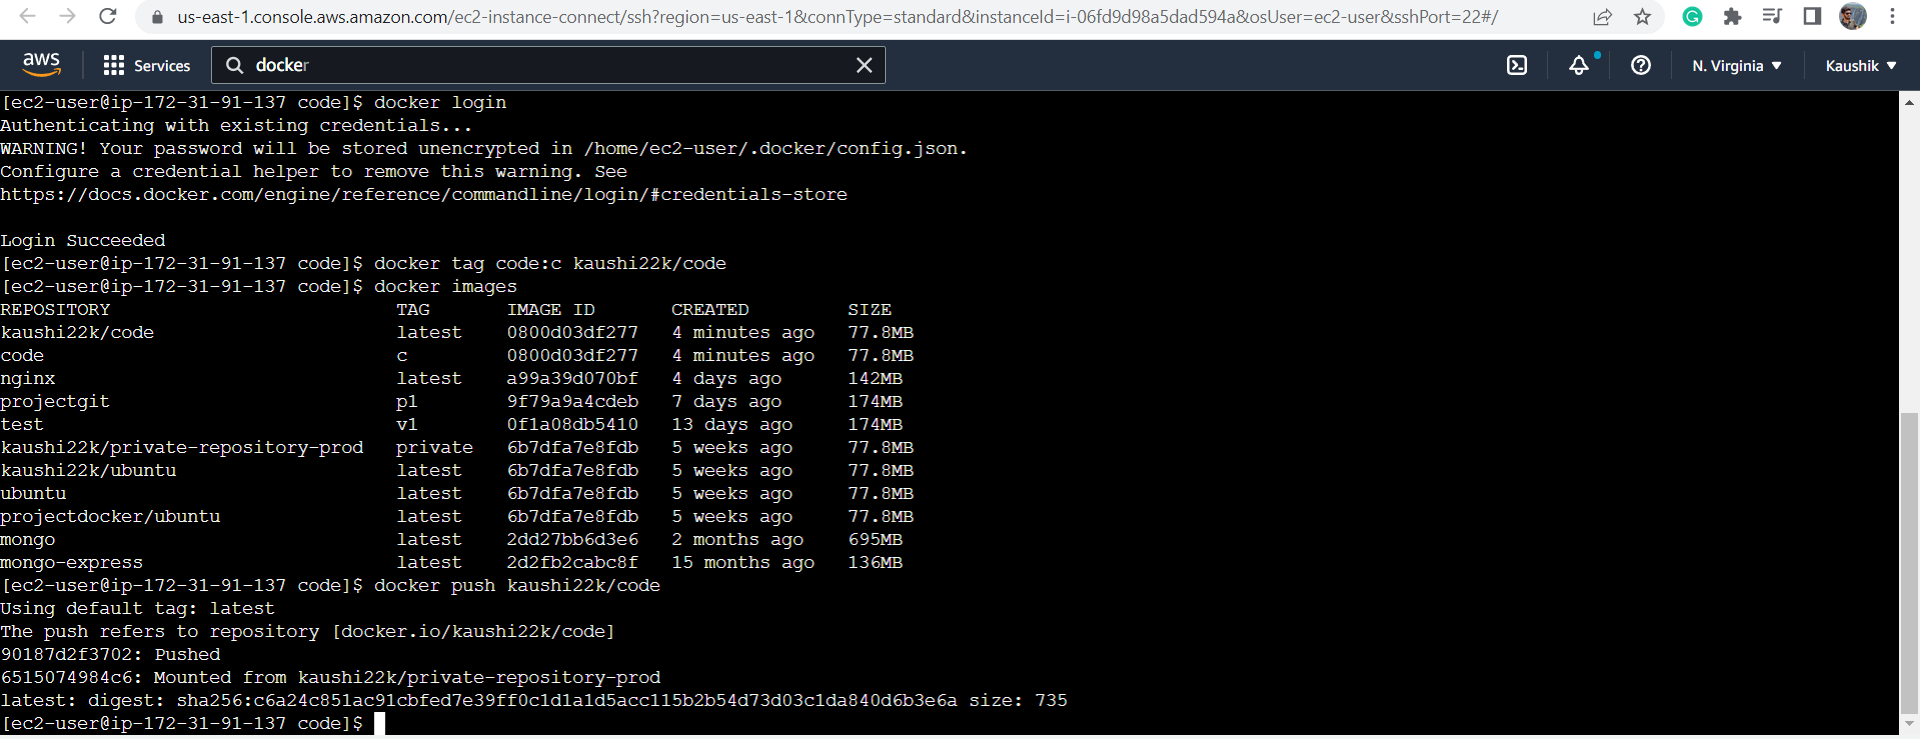 us-east-1.console.aws.amazon.com/ec2-instance-connect/ssh?region=us-east-1&connType=standard&instanceId=i-06fd9d98a5dad594a&osUser=ec2-user&sshPort=22#/
aws Services docker N. Virginia Kaushik
[ec2-user@ip-172-31-91-137 code]$ docker login
Authenticating with existing credentials...
WARNING! Your password will be stored unencrypted in /home/ec2-user/.docker/config.json.
Configure a credential helper to remove this warning. See
https://docs.docker.com/engine/reference/commandline/login/#credentials-store
Login Succeeded
[ec2-user@ip-172-31-91-137 code]$ docker tag code:c kaushi22k/code
[ec2-user@ip-172-31-91-137 code]$ docker images
REPOSITORY TAG IMAGE ID CREATED SIZE
kaushi22k/code latest 0800d03df277 4 minutes ago 77.8MB
code c 0800d03df277 4 minutes ago 77.8MB
nginx latest a99a39d070bf 4 days ago 142MB
projectgit p1 9f79a9a4cdeb 7 days ago 174MB
test v1 0f1a08db5410 13 days ago 174MB
kaushi22k/private-repository-prod private 6b7dfa7e8fdb 5 weeks ago 77.8MB
kaushi22k/ubuntu latest 6b7dfa7e8fdb 5 weeks ago 77.8MB
ubuntu latest 6b7dfa7e8fdb 5 weeks ago 77.8MB
projectdocker/ubuntu latest 6b7dfa7e8fdb 5 weeks ago 77.8MB
mongo latest 2dd27bb6d3e6 2 months ago 695MB
mongo-express latest 2d2fb2cabc8f 15 months ago 136MB
[ec2-user@ip-172-31-91-137 code]$ docker push kaushi22k/code
Using default tag: latest
The push refers to repository [docker.io/kaushi22k/code]
90187d2f3702: Pushed
6515074984c6: Mounted from kaushi22k/private-repository-prod
latest: digest: sha256:c6a24c851ac91cbfed7e39ff0c1d1a1d5acc115b2b54d73d03c1da840d6b3e6a size: 735
[ec2-user@ip-172-31-91-137 code]$